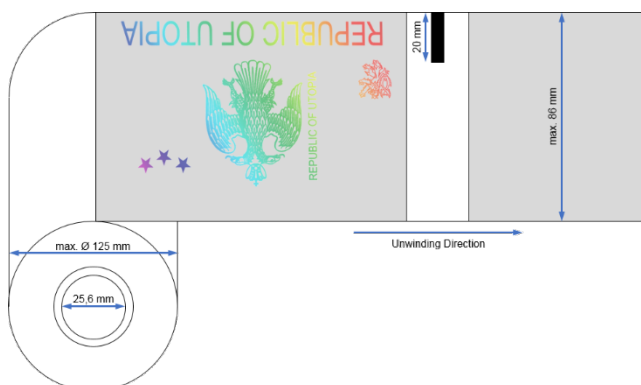 REPUBLIC OF UTOPIA
REPUBLIC OF UTOPIA
20 mm
max. 86 mm
max. Ø 125 mm
Unwinding Direction
25,6 mm